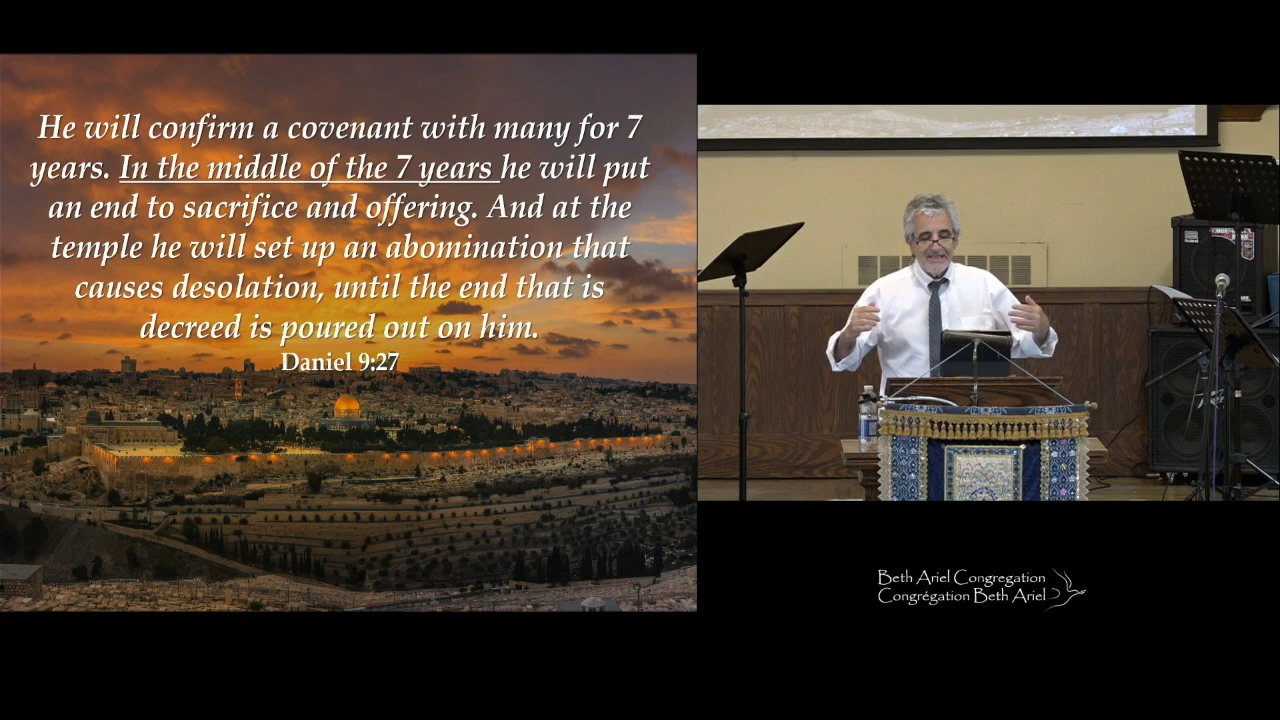 He will confirm a covenant with many for 7
years. In the middle of the 7 years he will put
an end to sacrifice and offering. And at the
temple he will set up an abomination that
causes desolation, until the end that is
decreed is poured out on him.
Daniel 9:27
Roland
Beth Ariel Congregation
Congrégation Beth Ariel